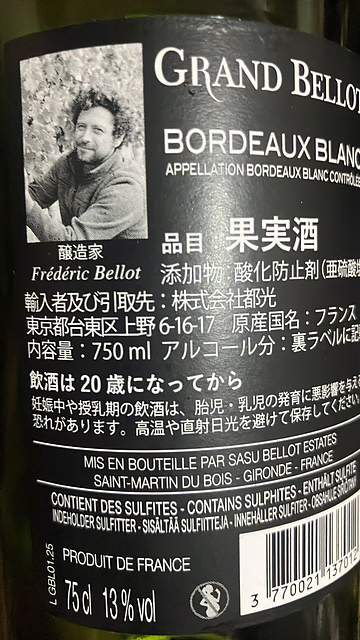 GRAND BELLOT
BORDEAUX BLANC
APPELLATION BORDEAUX BLANC CONTRÔLÉE
醸造家
Frédéric Bellot
品目 果実酒
添加物:酸化防止剤(亜硫酸塩
輸入者及び引取先:株式会社都光
東京都台東区上野 6-16-17 原産国名:フランス
内容量:750 ml アルコール分:裏ラベルに記載
飲酒は 20 歳になってから
妊娠中や授乳期の飲酒は、胎児・乳児の発育に悪影響を与える
恐れがあります。高温や直射日光を避けて保存してください。
MIS EN BOUTEILLE PAR SASU BELLOT ESTATES
SAINT-MARTIN DU BOIS - GIRONDE - FRANCE
CONTIENT DES SULFITES - CONTAINS SULPHITES - ENTHÄLT SULFITE
INDEHOLDER SULFITTER - SISÄLTÄÄ SULFIITTEJA - INNEHÅLLER SULFITER - OBSAHUJE
L GBL01.25
PRODUIT DE FRANCE
75 cl 13 % vol
3 770021 13701